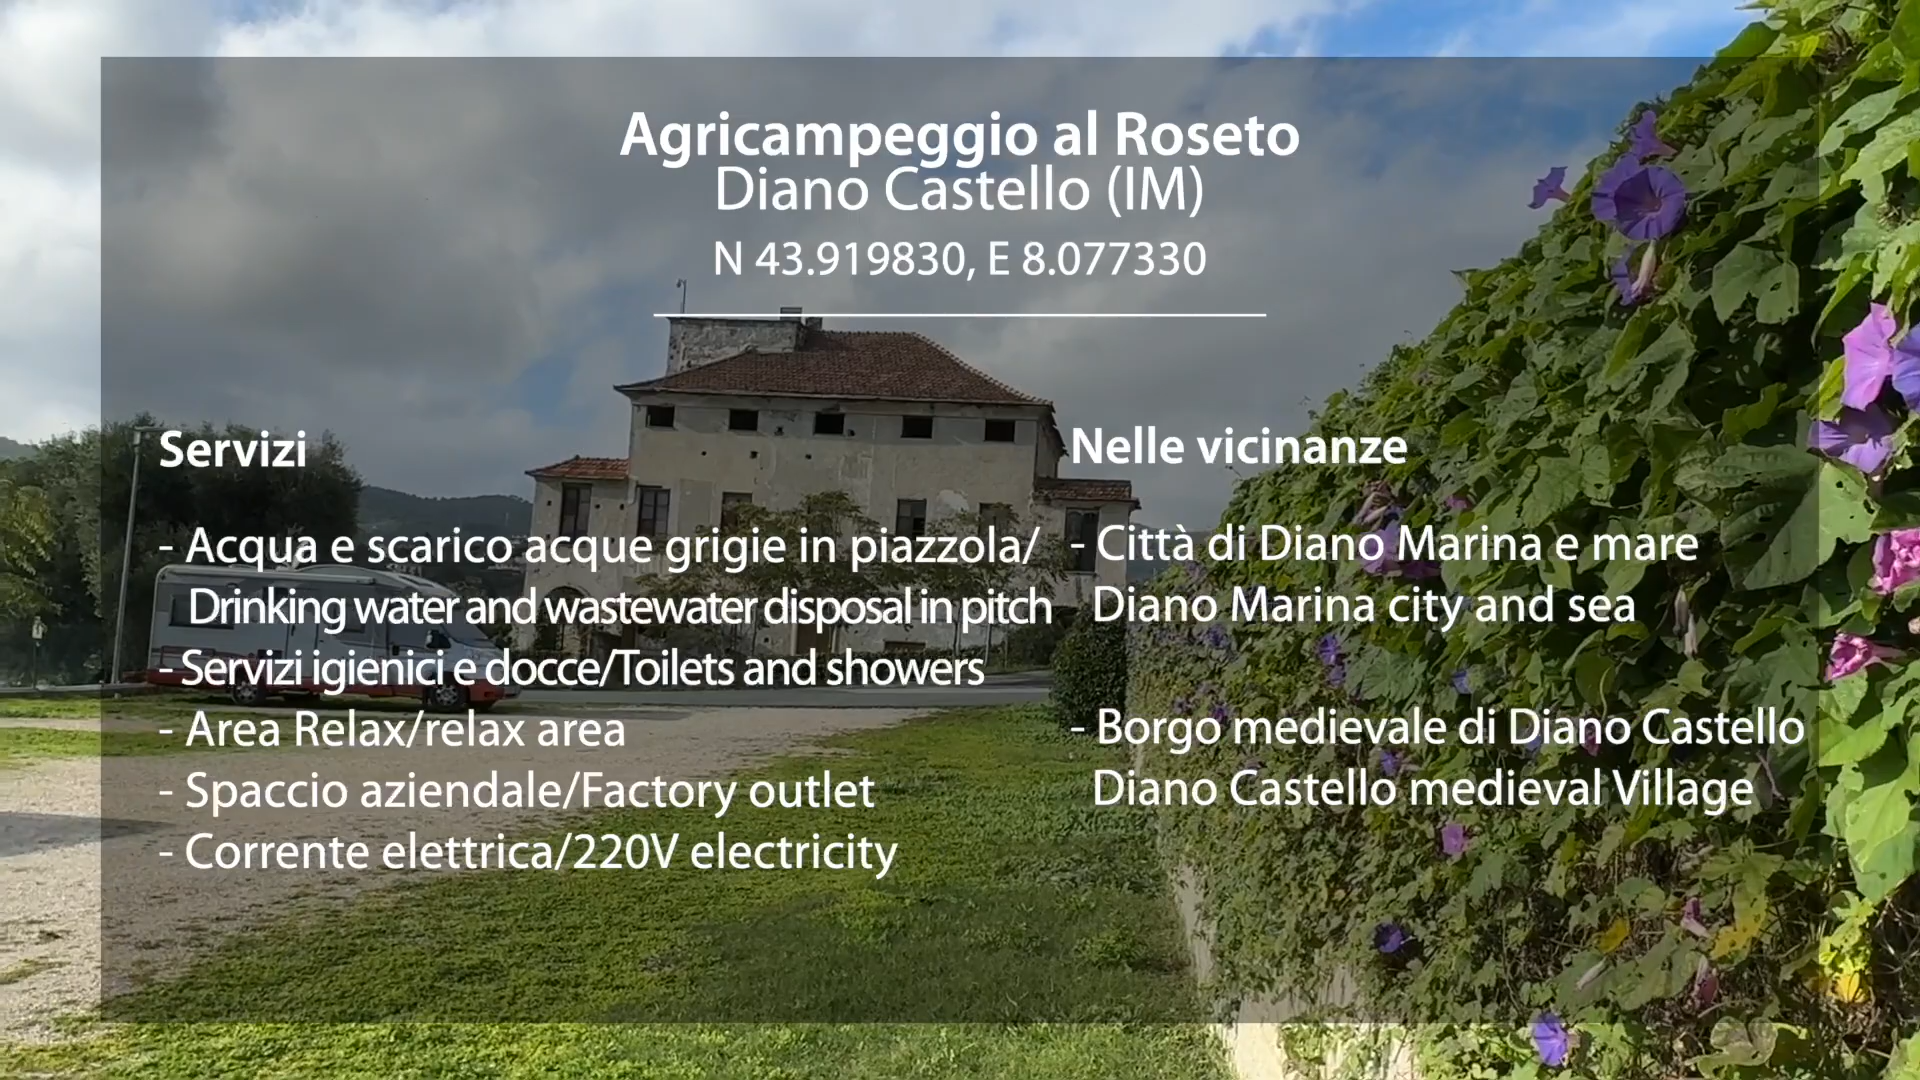 Agricampeggio al Roseto
Diano Castello (IM)
N 43.919830, E 8.077330
Servizi
- Acqua e scarico acque grigie in piazzola/
Drinking water and wastewater disposal in pitch
- Servizi igienici e docce/Toilets and showers
- Area Relax/relax area
- Spaccio aziendale/Factory outlet
- Corrente elettrica/220V electricity
Nelle vicinanze
- Città di Diano Marina e mare
Diano Marina city and sea
- Borgo medievale di Diano Castello
Diano Castello medieval Village